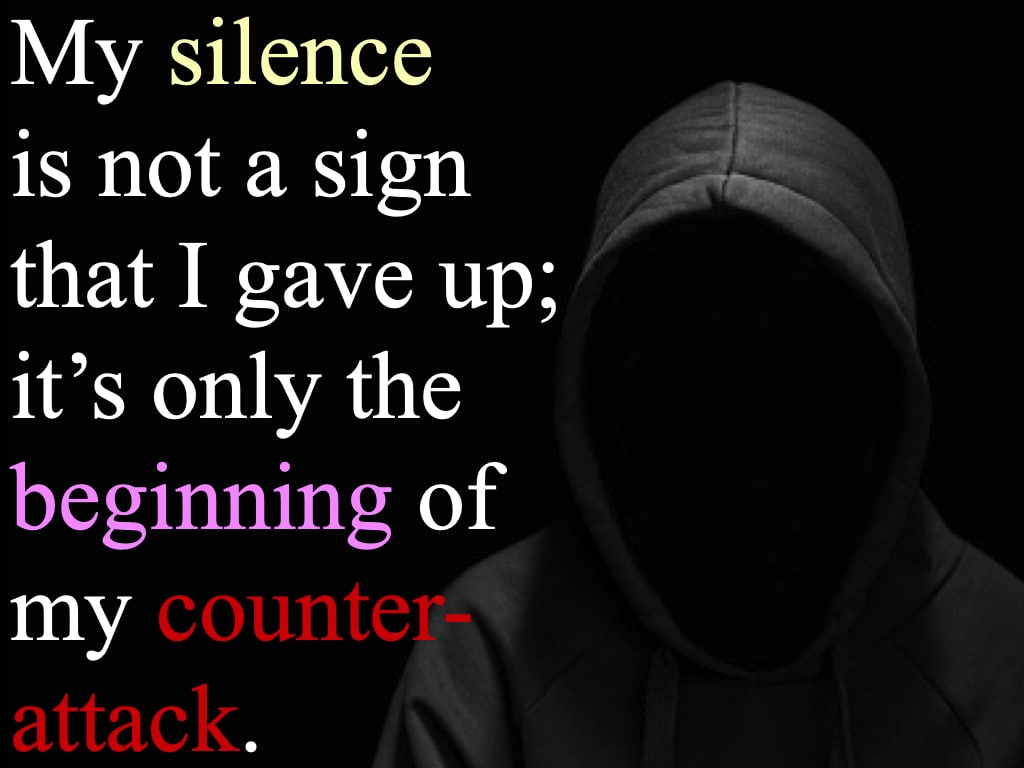 My silence
is not a sign
that I gave up;
it’s only the
beginning of
my counter-
attack.